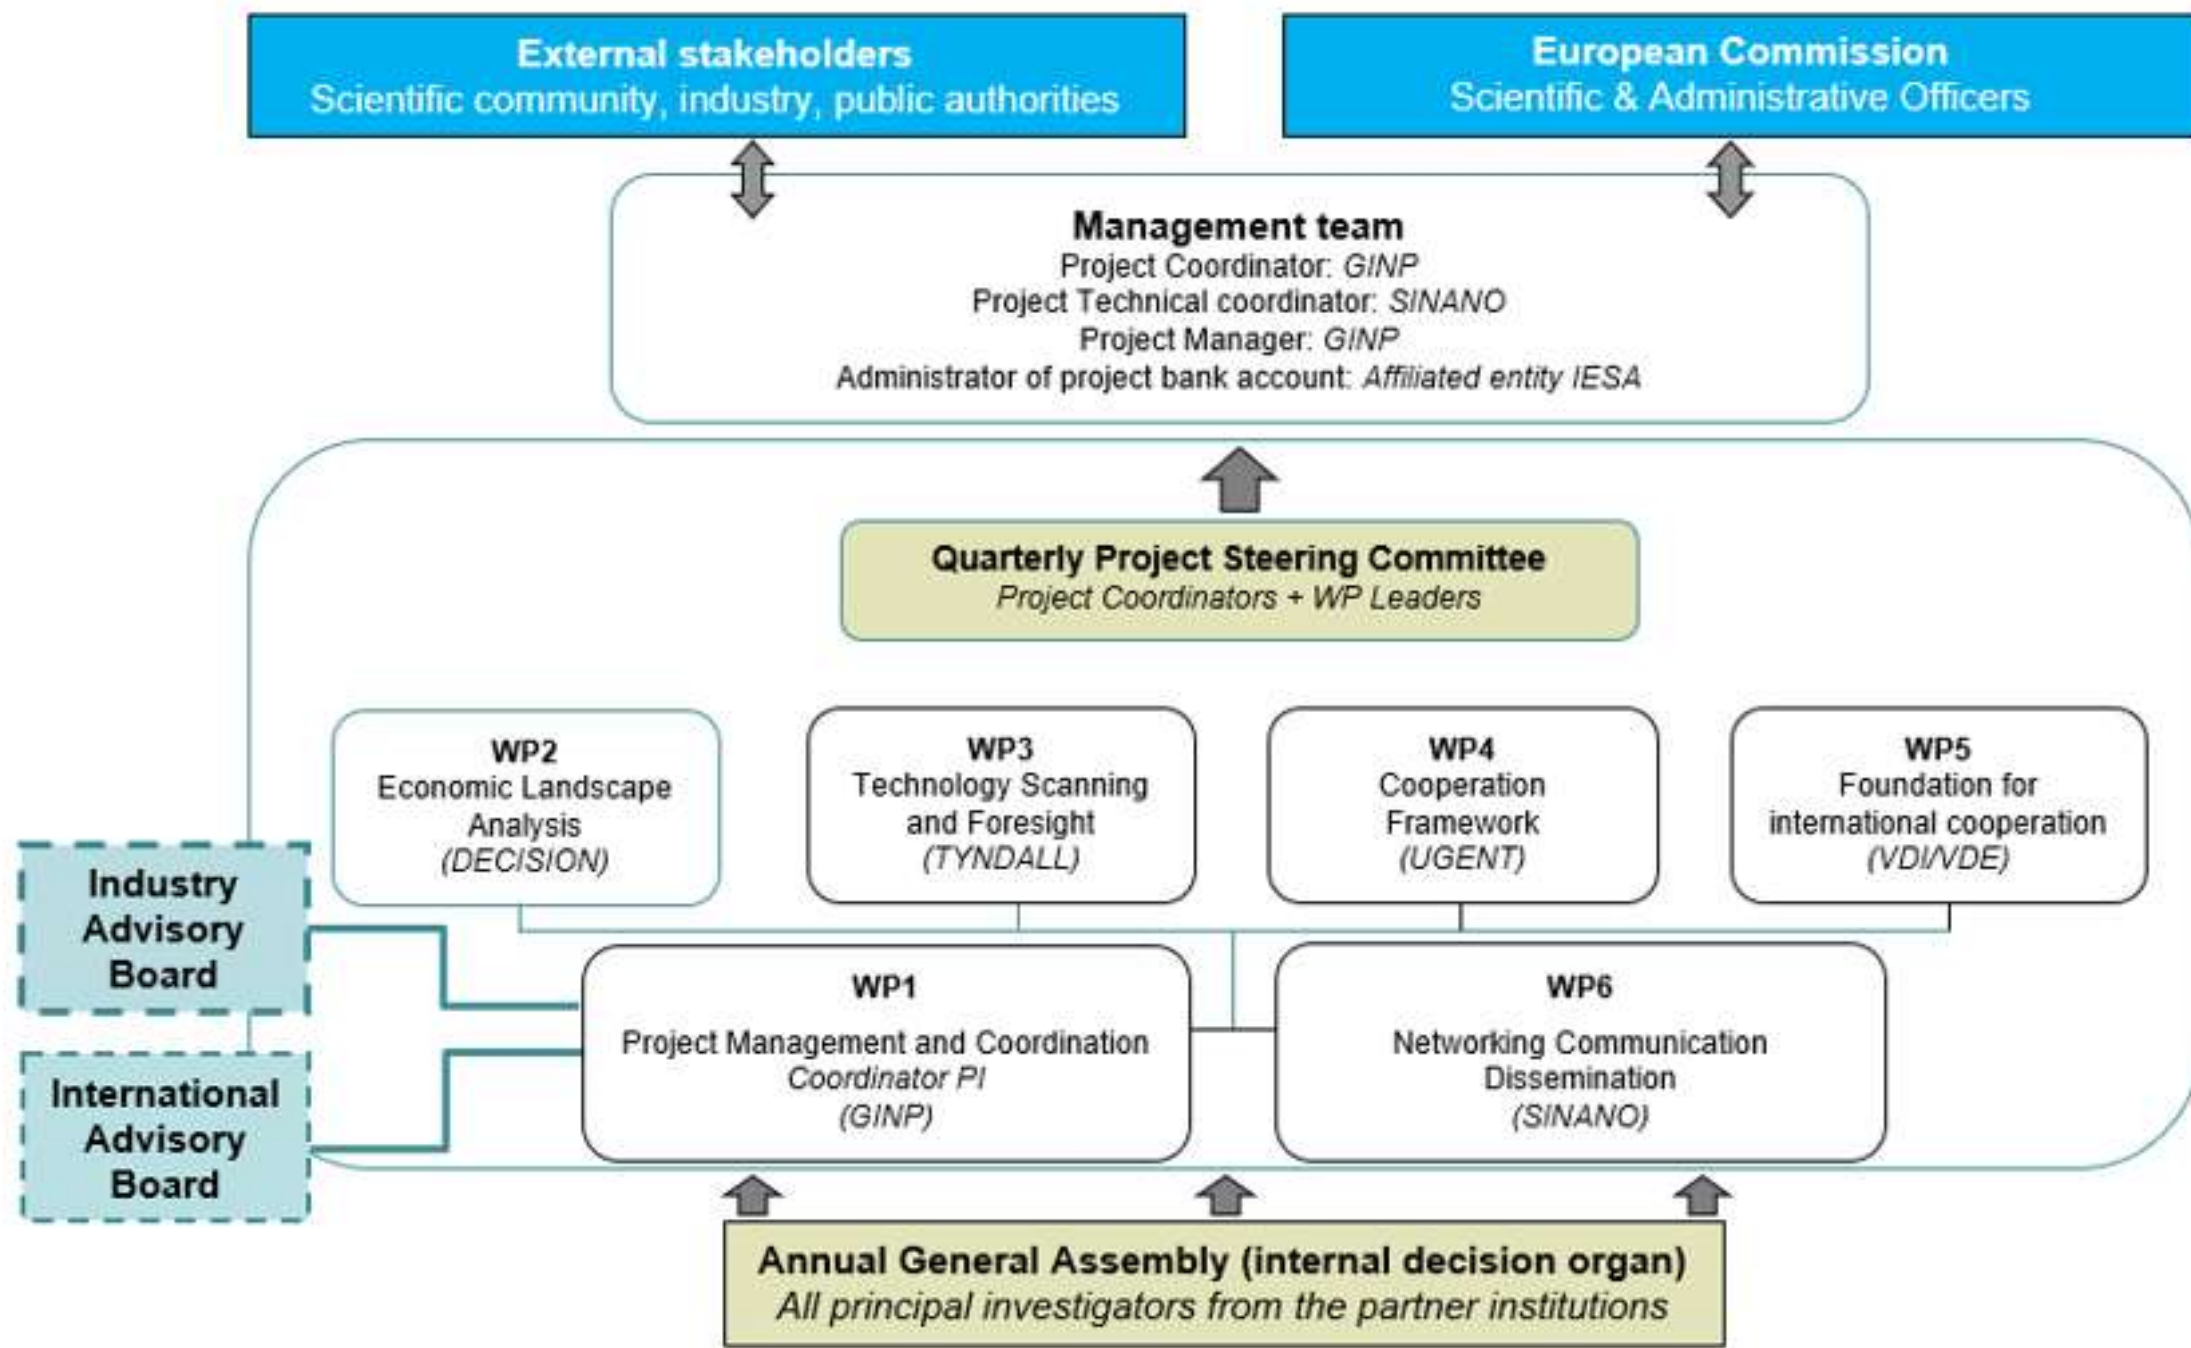 External stakeholders
Scientific community, industry, public authorities
European Commission
Scientific & Administrative Officers
Management team
Project Coordinator: GINP
Project Technical coordinator: SINANO
Project Manager: GINP
Administrator of project bank account: Affiliated entity IESA
Quarterly Project Steering Committee
Project Coordinators + WP Leaders
WP2
Economic Landscape
Analysis
(DECISION)
WP3
Technology Scanning
and Foresight
(TYNDALL)
WP4
Cooperation
Framework
(UGENT)
WP5
Foundation for
international cooperation
(VDI/VDE)
Industry
Advisory
Board
International
Advisory
Board
WP1
Project Management and Coordination
Coordinator PI
(GINP)
WP6
Networking Communication
Dissemination
(SINANO)
Annual General Assembly (internal decision organ)
All principal investigators from the partner institutions